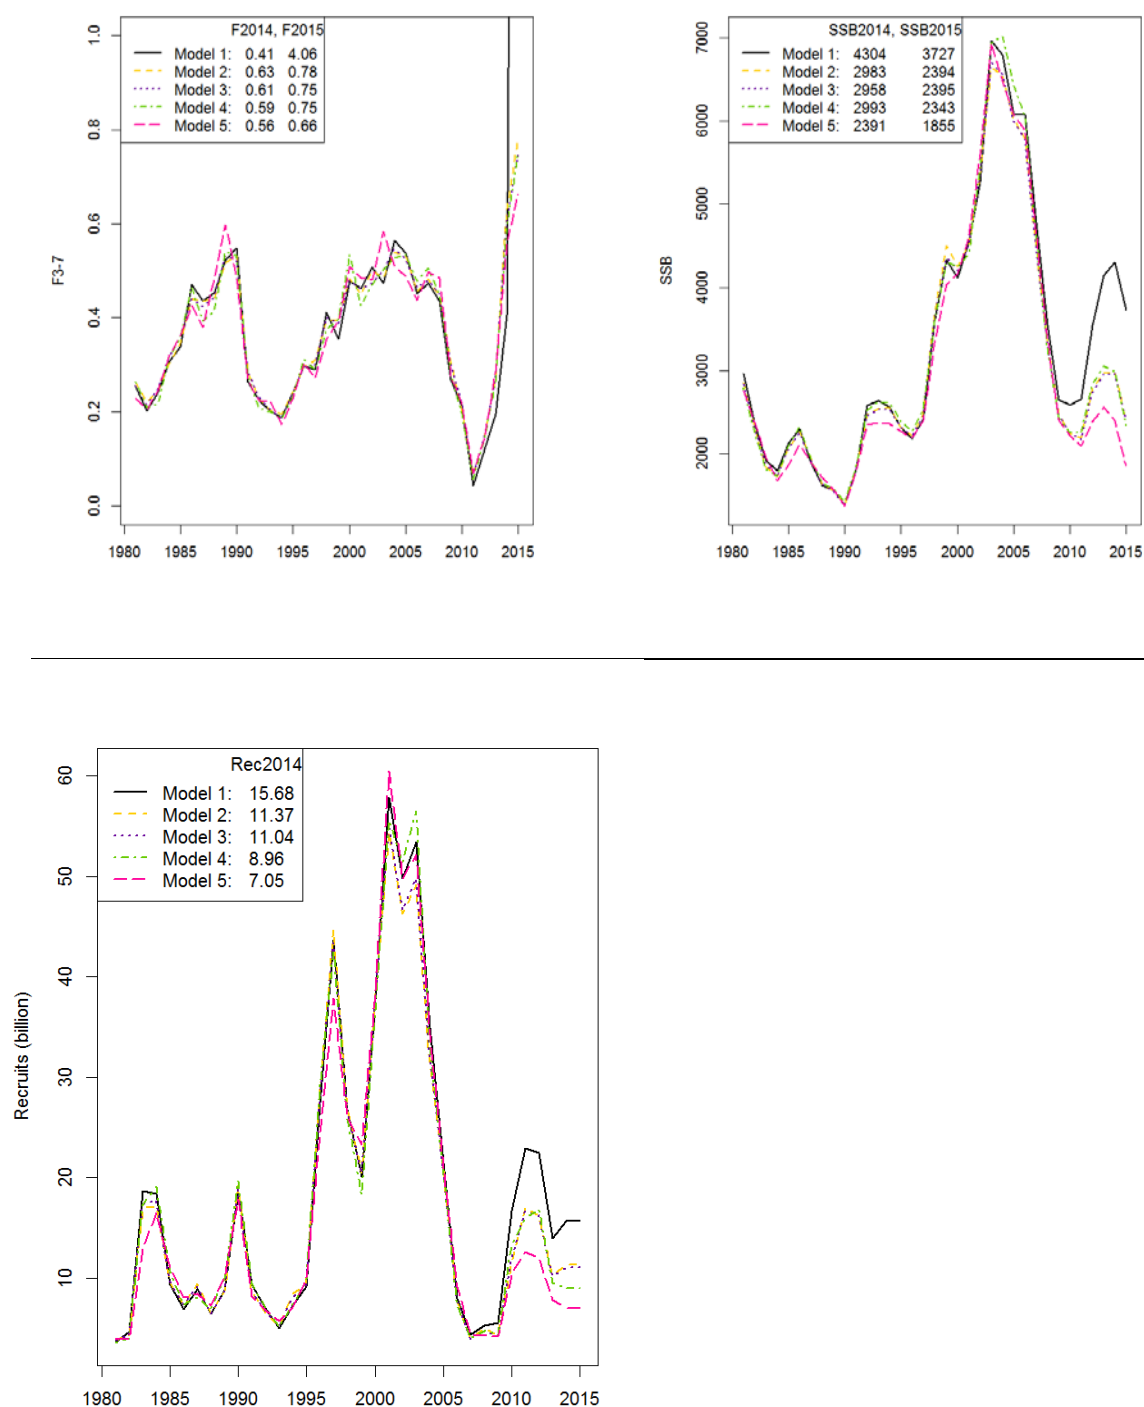 F2014, F2015
Model 1: 0.41 4.06
Model 2: 0.63 0.78
Model 3: 0.61 0.75
Model 4: 0.59 0.75
Model 5: 0.56 0.66
F3-7
1.0
0.8
0.6
0.4
0.2
0.0
1980 1985 1990 1995 2000 2005 2010 2015
SSB2014, SSB2015
Model 1: 4304 3727
Model 2: 2983 2394
Model 3: 2958 2395
Model 4: 2993 2343
Model 5: 2391 1855
SSB
7000
6000
5000
4000
3000
2000
1980 1985 1990 1995 2000 2005 2010 2015
Rec2014
Model 1: 15.68
Model 2: 11.37
Model 3: 11.04
Model 4: 8.96
Model 5: 7.05
Recruits (billion)
60
50
40
30
20
10
1980 1985 1990 1995 2000 2005 2010 2015